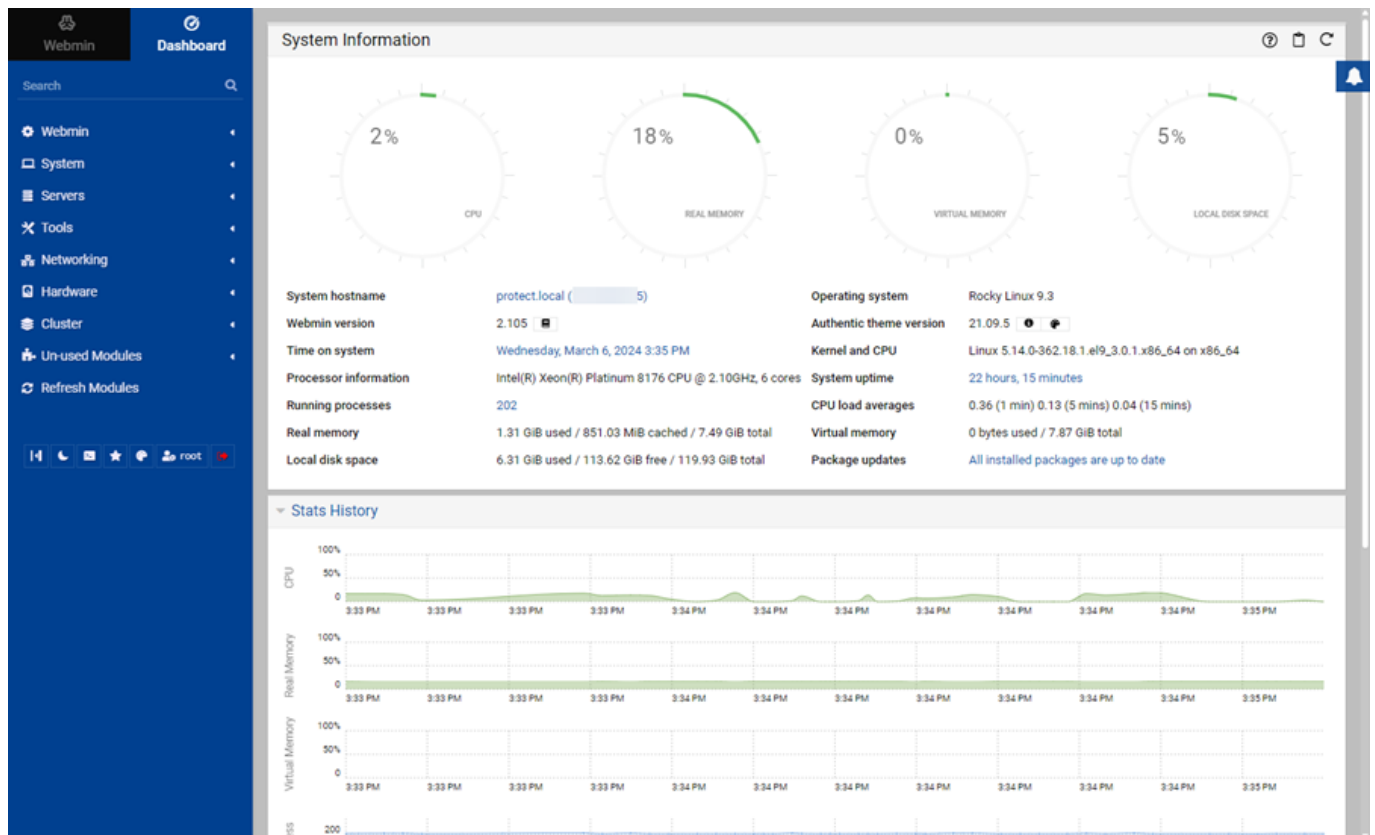 Webmin
Dashboard
Search
Webmin
System
Servers
Tools
Networking
Hardware
Cluster
Un-used Modules
Refresh Modules
root
System Information
2%
CPU
18%
REAL MEMORY
0%
VIRTUAL MEMORY
5%
LOCAL DISK SPACE
System hostname protect.local ( 5) Operating system Rocky Linux 9.3
Webmin version 2.105 Authentic theme version 21.09.5
Time on system Wednesday, March 6, 2024 3:35 PM Kernel and CPU Linux 5.14.0-362.18.1.el9_3.0.1.x86_64 on x86_64
Processor information Intel(R) Xeon(R) Platinum 8176 CPU @ 2.10GHz, 6 cores System uptime 22 hours, 15 minutes
Running processes 202 CPU load averages 0.36 (1 min) 0.13 (5 mins) 0.04 (15 mins)
Real memory 1.31 GiB used / 851.03 MiB cached / 7.49 GiB total Virtual memory 0 bytes used / 7.87 GiB total
Local disk space 6.31 GiB used / 113.62 GiB free / 119.93 GiB total Package updates All installed packages are up to date
Stats History
CPU
100%
50%
0
3:33 PM 3:33 PM 3:33 PM 3:33 PM 3:34 PM 3:34 PM 3:34 PM 3:34 PM 3:34 PM 3:34 PM 3:34 PM 3:35 PM
Real Memory
100%
50%
0
3:33 PM 3:33 PM 3:33 PM 3:33 PM 3:34 PM 3:34 PM 3:34 PM 3:34 PM 3:34 PM 3:34 PM 3:34 PM 3:35 PM
Virtual Memory
100%
50%
0
3:33 PM 3:33 PM 3:33 PM 3:33 PM 3:34 PM 3:34 PM 3:34 PM 3:34 PM 3:34 PM 3:34 PM 3:34 PM 3:35 PM
200